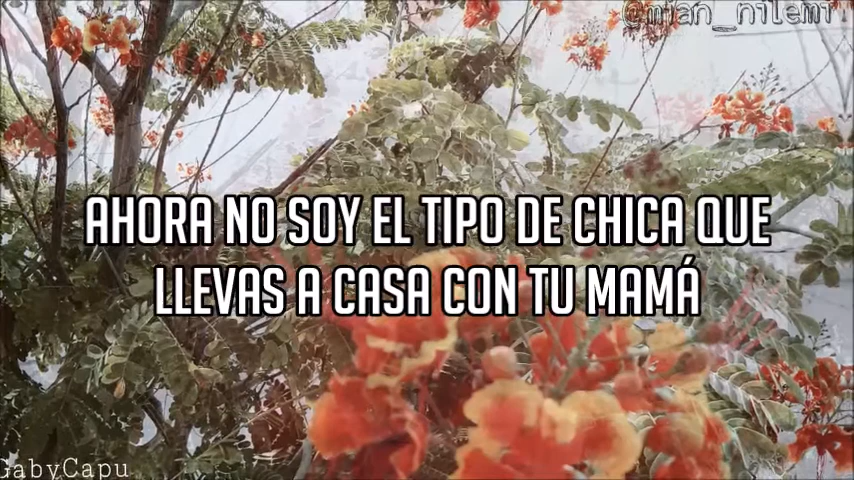 @mian_nilemi
AHORA NO SOY EL TIPO DE CHICA QUE
LLEVAS A CASA CON TU MAMÁ
GabyCapu